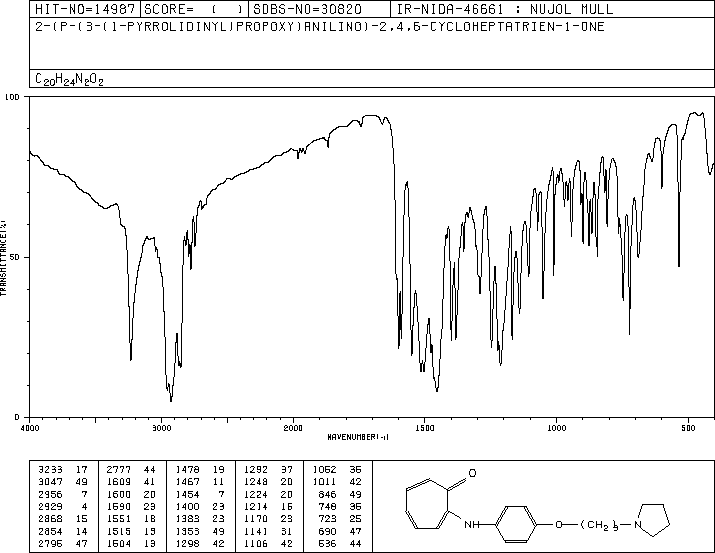 HIT-NO=14987 SCORE= ( ) SDBS-NO=30820 IR-NIDA-46661 : NUJOL MULL
2-(P-(3-(1-PYRROLIDINYL)PROPOXY)ANILINO)-2,4,6-CYCLOHEPTATRIEN-1-ONE
C20H24N2O2
100
50
0
TRANSMITTANCE(%)
4000 3000 2000 1500 1000 500
WAVENUMBER(-1)
3233 17 2777 44 1478 19 1292 37 1052 35
3047 49 1609 41 1467 11 1248 20 1011 42
2956 7 1600 20 1454 7 1224 20 846 49
2929 4 1590 23 1400 23 1214 16 748 35
2868 15 1551 18 1383 23 1170 23 723 25
2854 14 1515 13 1353 49 1141 31 690 47
2795 47 1504 13 1298 42 1106 42 536 44
O
NH
O
(CH2)3
N